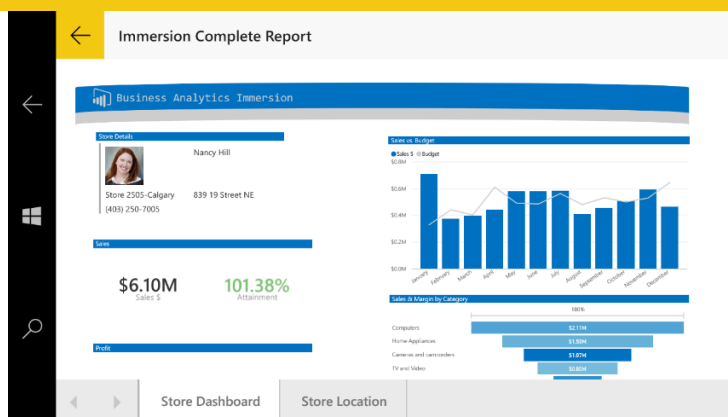 Immersion Complete Report
Business Analytics Immersion
Store Details
Nancy Hill
Store 2505-Calgary
839 19 Street NE
(403) 250-7005
Sales
$6.10M
Sales $
101.38%
Attainment
Profit
Sales vs. Budget
Sales $ Budget
$0.8M
$0.6M
$0.4M
$0.2M
$0.0M
January February March April May June July August September October November December
Sales & Margin by Category
100%
Computers $2.11M
Home Appliances $1.50M
Cameras and camcorders $1.07M
TV and Video $0.80M
Store Dashboard
Store Location